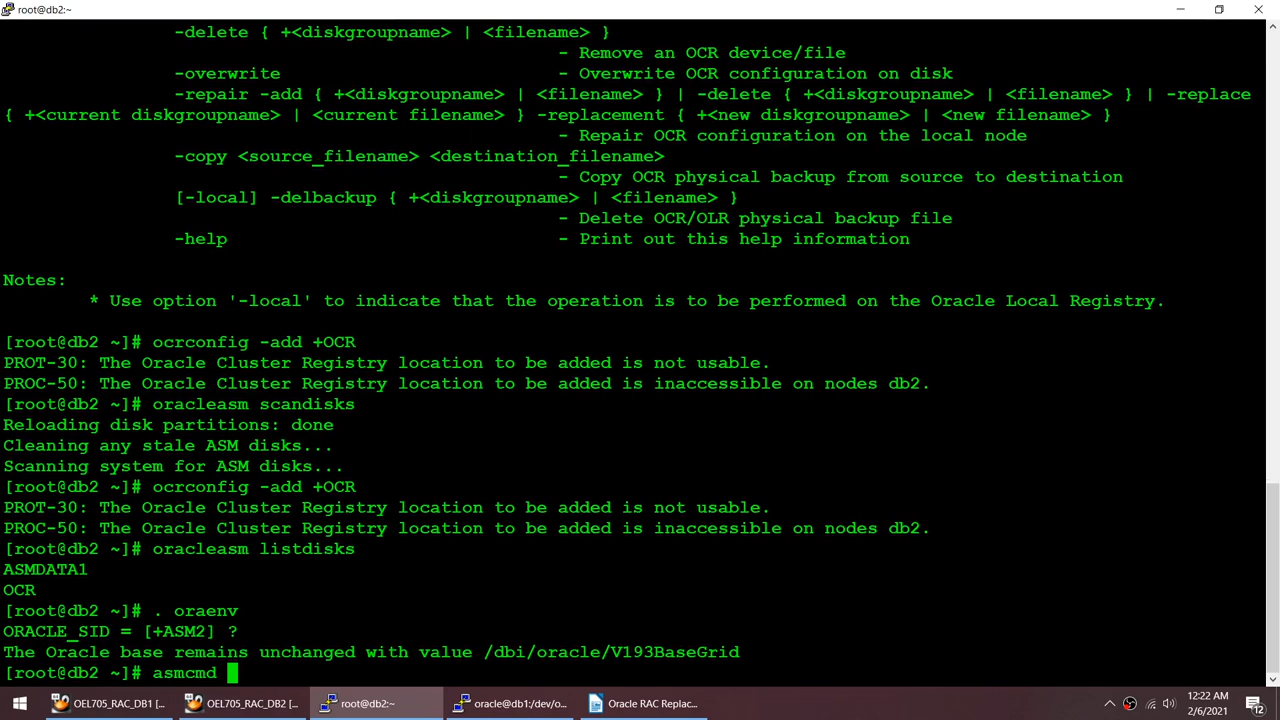 root@db2:~
-delete { +<diskgroupname> | <filename> }
- Remove an OCR device/file
-overwrite - Overwrite OCR configuration on disk
-repair -add { +<diskgroupname> | <filename> } | -delete { +<diskgroupname> | <filename> } | -replace
{ +<current diskgroupname> | <current filename> } -replacement { +<new diskgroupname> | <new filename> }
- Repair OCR configuration on the local node
-copy <source_filename> <destination_filename>
- Copy OCR physical backup from source to destination
[-local] -delbackup { +<diskgroupname> | <filename> }
- Delete OCR/OLR physical backup file
-help - Print out this help information
Notes:
* Use option '-local' to indicate that the operation is to be performed on the Oracle Local Registry.
[root@db2 ~]# ocrconfig -add +OCR
PROT-30: The Oracle Cluster Registry location to be added is not usable.
PROC-50: The Oracle Cluster Registry location to be added is inaccessible on nodes db2.
[root@db2 ~]# oracleasm scandisks
Reloading disk partitions: done
Cleaning any stale ASM disks...
Scanning system for ASM disks...
[root@db2 ~]# ocrconfig -add +OCR
PROT-30: The Oracle Cluster Registry location to be added is not usable.
PROC-50: The Oracle Cluster Registry location to be added is inaccessible on nodes db2.
[root@db2 ~]# oracleasm listdisks
ASMDATA1
OCR
[root@db2 ~]# . oraenv
ORACLE_SID = [+ASM2] ?
The Oracle base remains unchanged with value /dbi/oracle/V193BaseGrid
[root@db2 ~]# asmcmd
OEL705_RAC_DB1 [... OEL705_RAC_DB2 [... root@db2:~ oracle@db1:/dev/o... Oracle RAC Replac... 12:22 AM
2/6/2021
12